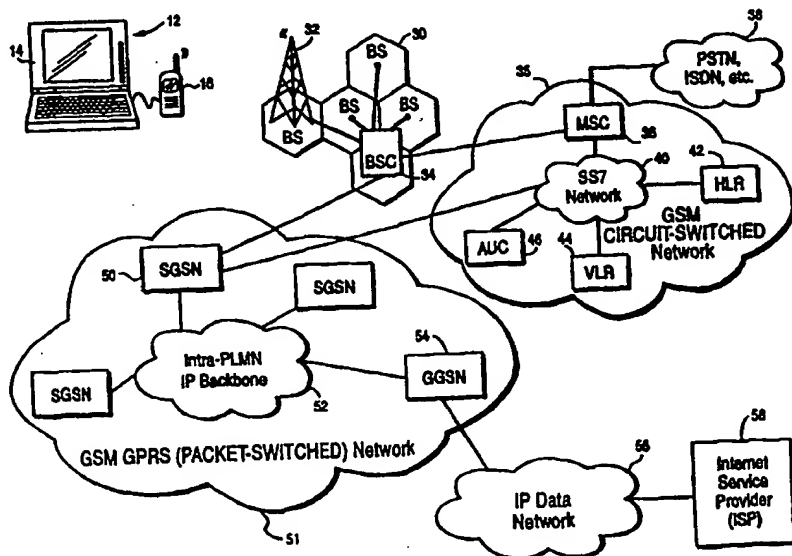 12
14
16
32
30
BS
BS
BS
BS
BSC
34
35
38
PSTN,
ISDN, etc.
MSC
36
40
42
SS7
Network
HLR
GSM
CIRCUIT-SWITCHED
Network
AUC
46
44
VLR
50
SGSN
SGSN
SGSN
Intra-PLMN
IP Backbone
52
54
GGSN
GSM GPRS (PACKET-SWITCHED) Network
51
56
IP Data
Network
58
Internet
Service
Provider
(ISP)